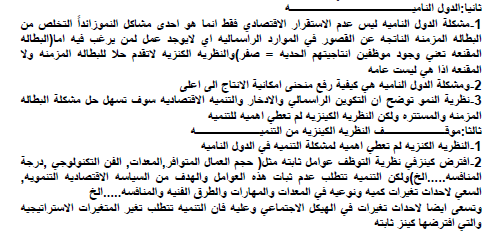 ثانيا: الدول الناميـــــــــــــــــــــــــــــــه
1-مشكلة الدول الناميه ليس عدم الاستقرار الاقتصادي فقط انما هو احدى مشاكل النموزانداً التخلص من
البطاله المزمنه الناتجه عن القصور في الموارد الراسماليه اي لايوجد عمل لمن يرغب فيه اما(البطاله
المقنعه تعني وجود موظفين انتاجيتهم الحديه = صفر)والنظريه الكنزيه لاتقدم حلا للبطاله المزمنه ولا
المقنعه اذا هي ليست عامه
2-ومشكلة الدول الناميه هي كيفية رفع منحنى امكانية الانتاج الى اعلى
3-نظرية النمو توضح ان التكوين الراسمالي والادخار والتنميه الاقتصاديه سوف تسهل حل مشكلة البطاله
المزمنه والمستتره ولكن النظريه الكينزيه لم تعطي اهميه للتنميه
ثالثا:موقـــــــــــف النظريه الكينزيه من التنميـــــــــــــــــه
1-النظريه الكنزيه لم تعطي اهميه لمشكلة التنميه في الدول الناميه
2-افترض كينزفي نظرية التوظف عوامل ثابته مثل( حجم العمال المتوافر,المعدات, الفن التكنولوجي ,درجة
المنافسه.....الخ)ولكن التنميه تتطلب عدم ثبات هذه العوامل والهدف من السياسه الاقتصاديه التنمويه,
السعي لاحداث تغيرات كميه ونوعيه في المعدات والمهارات والطرق الفنيه والمنافسه.....الخ
وتسعى ايضا لاحداث تغيرات في الهيكل الاجتماعي وعليه فان التنميه تتطلب تغير المتغيرات الاستراتيجيه
والتي افترضها كينز ثابته